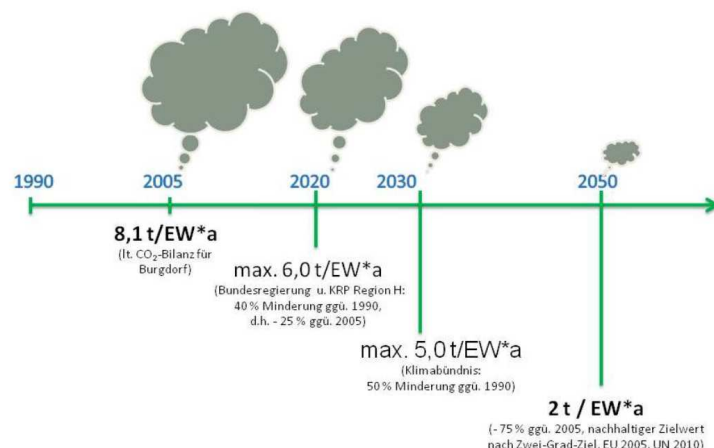 1990
2005
2020
2030
2050
8,1 t/EW*a
(lt. CO₂-Bilanz für
Burgdorf)
max. 6,0 t/EW*a
(Bundesregierung u. KRP Region H:
40 % Minderung ggü. 1990,
d.h. - 25 % ggü. 2005)
max. 5,0 t/EW*a
(Klimabündnis:
50 % Minderung ggü. 1990)
2 t / EW*a
(- 75 % ggü. 2005, nachhaltiger Zielwert
nach Zwei-Grad-Ziel, EU 2005, UN 2010)